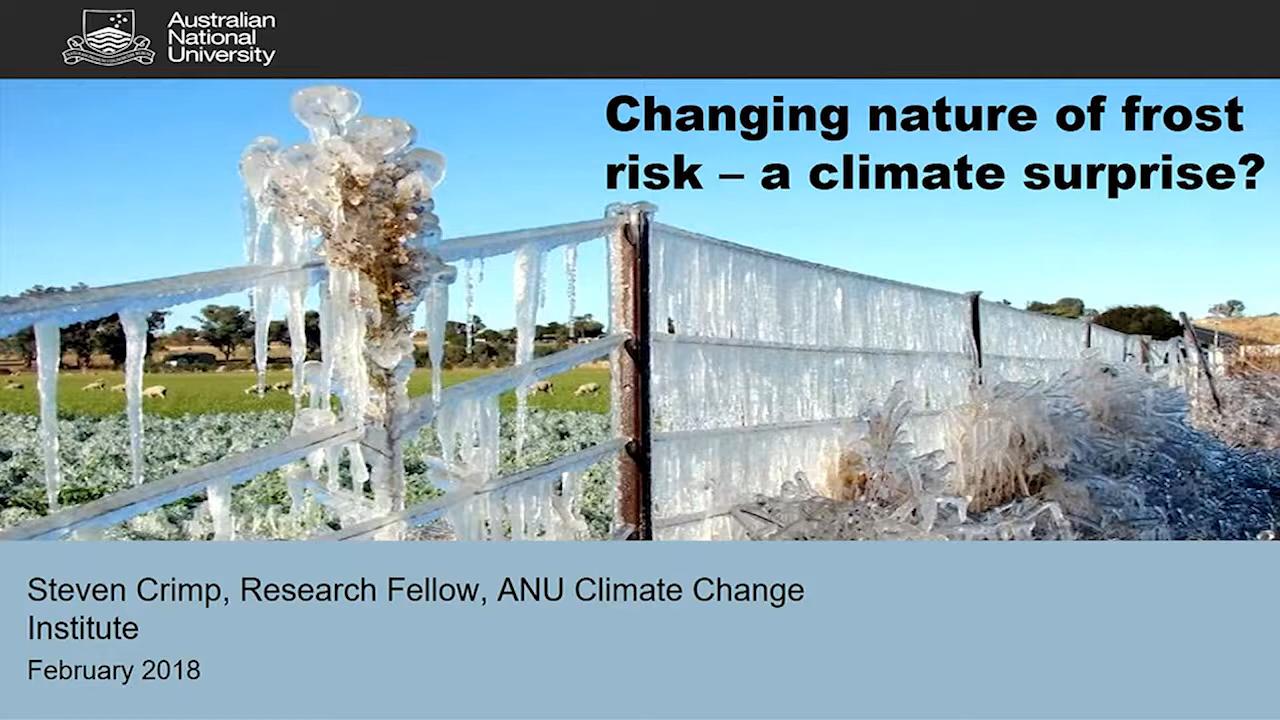 Australian
National
University
Changing nature of frost
risk – a climate surprise?
Steven Crimp, Research Fellow, ANU Climate Change
Institute
February 2018